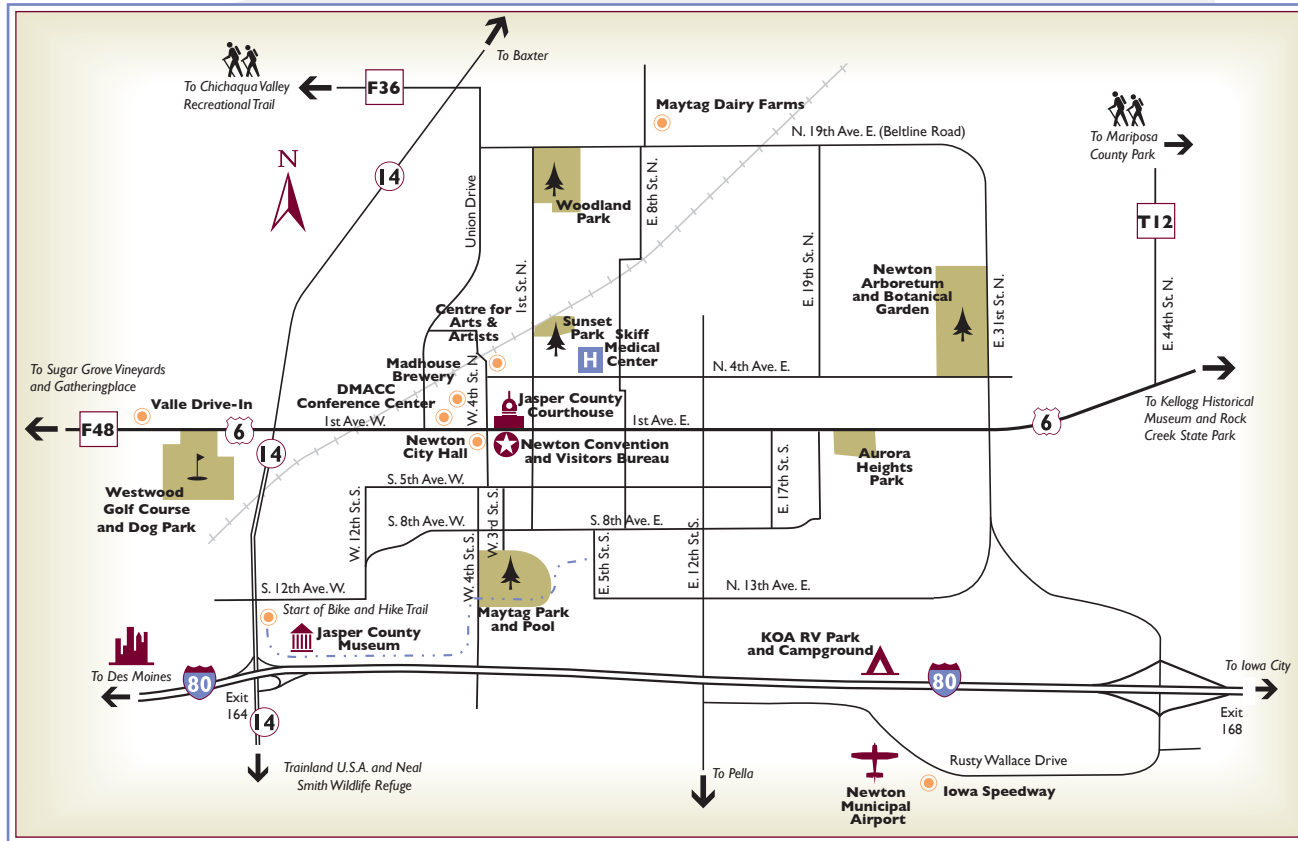 To Baxter
To Chichaqua Valley
Recreational Trail
F36
Maytag Dairy Farms
N. 19th Ave. E. (Beltline Road)
To Mariposa
County Park
N
14
Union Drive
Woodland
Park
E. 8th St. N.
T12
1st St. N.
E. 19th St. N.
Newton
Arboretum
and Botanical
Garden
E. 31st St. N.
E. 44th St. N.
Centre for
Arts &
Artists
Sunset
Park
Skiff
Medical
Center
H
To Sugar Grove Vineyards
and Gatheringplace
Madhouse
Brewery
W. 4th St. N.
N. 4th Ave. E.
DMACC
Conference Center
Jasper County
Courthouse
To Kellogg Historical
Museum and Rock
Creek State Park
Valle Drive-In
F48
6
1st Ave. W.
1st Ave. E.
6
14
Newton
City Hall
Newton Convention
and Visitors Bureau
Aurora
Heights
Park
Westwood
Golf Course
and Dog Park
S. 5th Ave. W.
E. 17th St. S.
W. 12th St. S.
S. 8th Ave. W.
W. 3rd St. S.
S. 8th Ave. E.
W. 4th St. S.
E. 5th St. S.
E. 12th St. S.
S. 12th Ave. W.
N. 13th Ave. E.
Start of Bike and Hike Trail
Maytag Park
and Pool
Jasper County
Museum
KOA RV Park
and Campground
To Des Moines
80
80
To Iowa City
Exit
164
14
Exit
168
Trainland U.S.A. and Neal
Smith Wildlife Refuge
To Pella
Rusty Wallace Drive
Newton
Municipal
Airport
Iowa Speedway